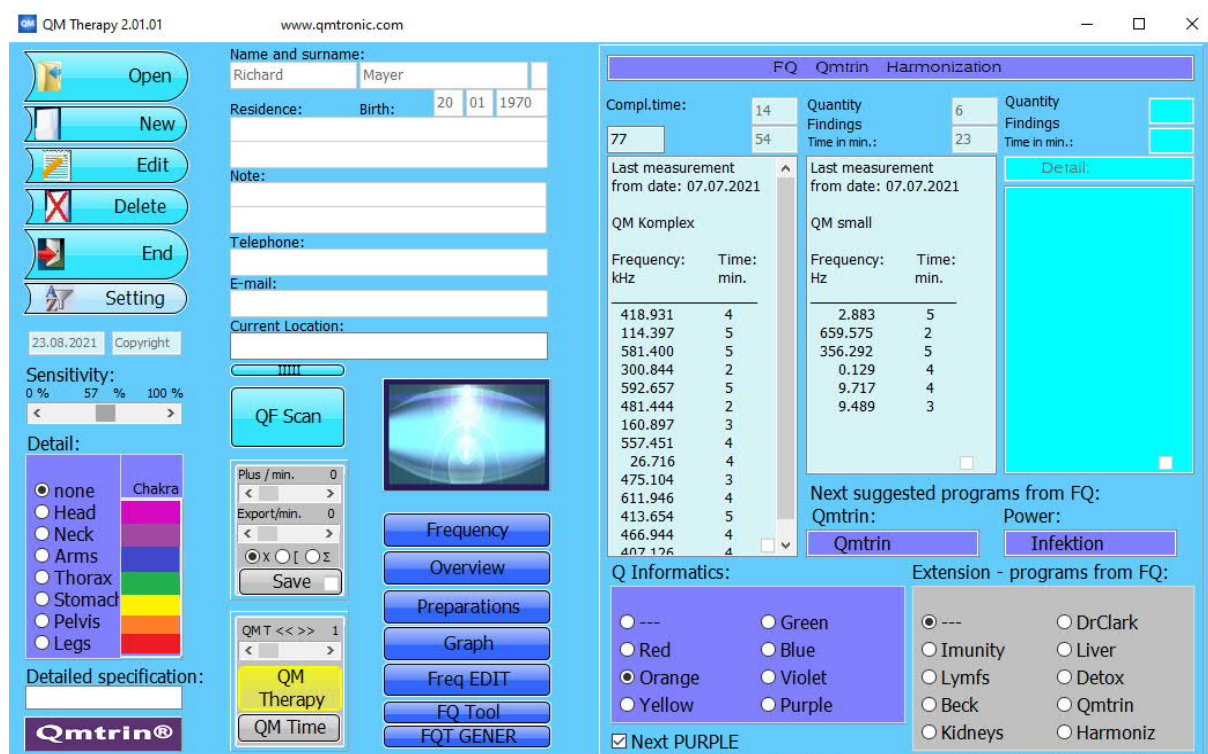 QM Therapy 2.01.01
www.qmtronic.com
Open
New
Edit
Delete
End
Setting
23.08.2021 Copyright
Sensitivity:
0 % 57 % 100 %
Detail:
none Chakra
Head
Neck
Arms
Thorax
Stomach
Pelvis
Legs
Detailed specification:
Qmtrin®
Name and surname:
Richard Mayer
Residence: Birth: 20 01 1970
Note:
Telephone:
E-mail:
Current Location:
IIIII
QF Scan
Plus / min. 0
Export/min. 0
X [ Σ
Save
QM T << >> 1
QM
Therapy
QM Time
Frequency
Overview
Preparations
Graph
Freq EDIT
FQ Tool
FQT GENER
FQ Qmtrin Harmonization
Compl.time: 14
77 54
Last measurement
from date: 07.07.2021
QM Komplex
Frequency: Time:
kHz min.
418.931 4
114.397 5
581.400 5
300.844 2
592.657 5
481.444 2
160.897 3
557.451 4
26.716 4
475.104 3
611.946 4
413.654 5
466.944 4
407.126 4
Quantity 6
Findings
Time in min.: 23
Last measurement
from date: 07.07.2021
QM small
Frequency: Time:
Hz min.
2.883 5
659.575 2
356.292 5
0.129 4
9.717 4
9.489 3
Quantity
Findings
Time in min.:
Detail:
Next suggested programs from FQ:
Qmtrin: Power:
Qmtrin Infektion
Q Informatics:
--- Green
Red Blue
Orange Violet
Yellow Purple
Next PURPLE
Extension - programs from FQ:
--- DrClark
Imunity Liver
Lymfs Detox
Beck Qmtrin
Kidneys Harmoniz